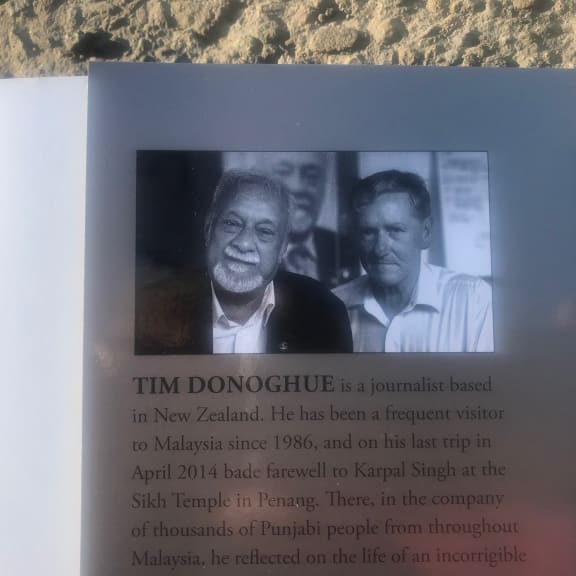 TIM DONOGHUE is a journalist based
in New Zealand. He has been a frequent visitor
to Malaysia since 1986, and on his last trip in
April 2014 bade farewell to Karpal Singh at the
Sikh Temple in Penang. There, in the company
of thousands of Punjabi people from throughout
Malaysia, he reflected on the life of an incorrigible